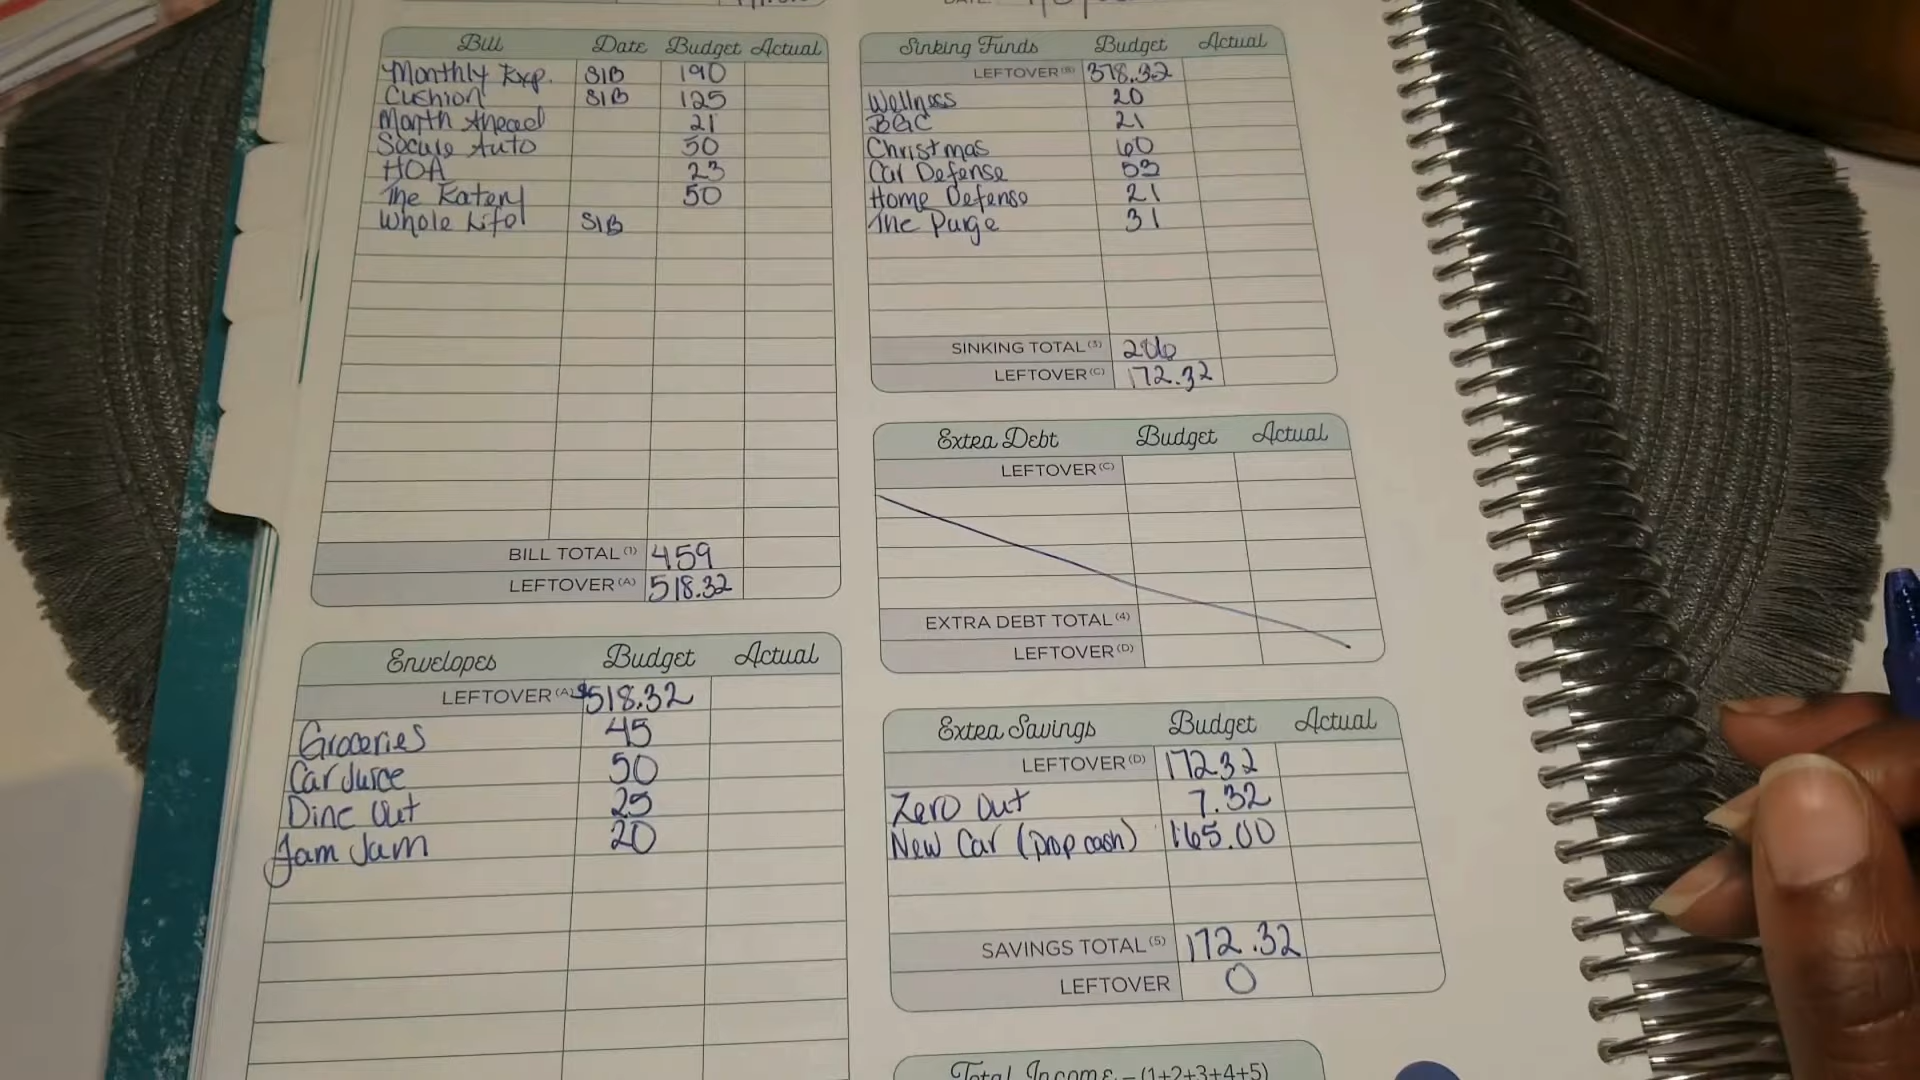 Bill Date Budget Actual
Monthly Exp. SIB 190
Cushion SIB 125
Month Ahead 21
Secure Auto 50
HOA 23
The Eatery 50
Whole Life SIB
BILL TOTAL (1) 459
LEFTOVER (A) 518.32
Envelopes Budget Actual
LEFTOVER (A) $518.32
Groceries 45
Car Juice 50
Dine Out 25
Jam Jam 20
Sinking Funds Budget Actual
LEFTOVER (B) 378.32
Wellness 20
BGC 21
Christmas 60
Car Defense 53
Home Defense 21
The Purge 31
SINKING TOTAL (3) 206
LEFTOVER (C) 172.32
Extra Debt Budget Actual
LEFTOVER (C)
EXTRA DEBT TOTAL (4)
LEFTOVER (D)
Extra Savings Budget Actual
LEFTOVER (D) 172.32
Zero Out 7.32
New Car (prop cash) 165.00
SAVINGS TOTAL (5) 172.32
LEFTOVER 0
Total Income – (1+2+3+4+5)